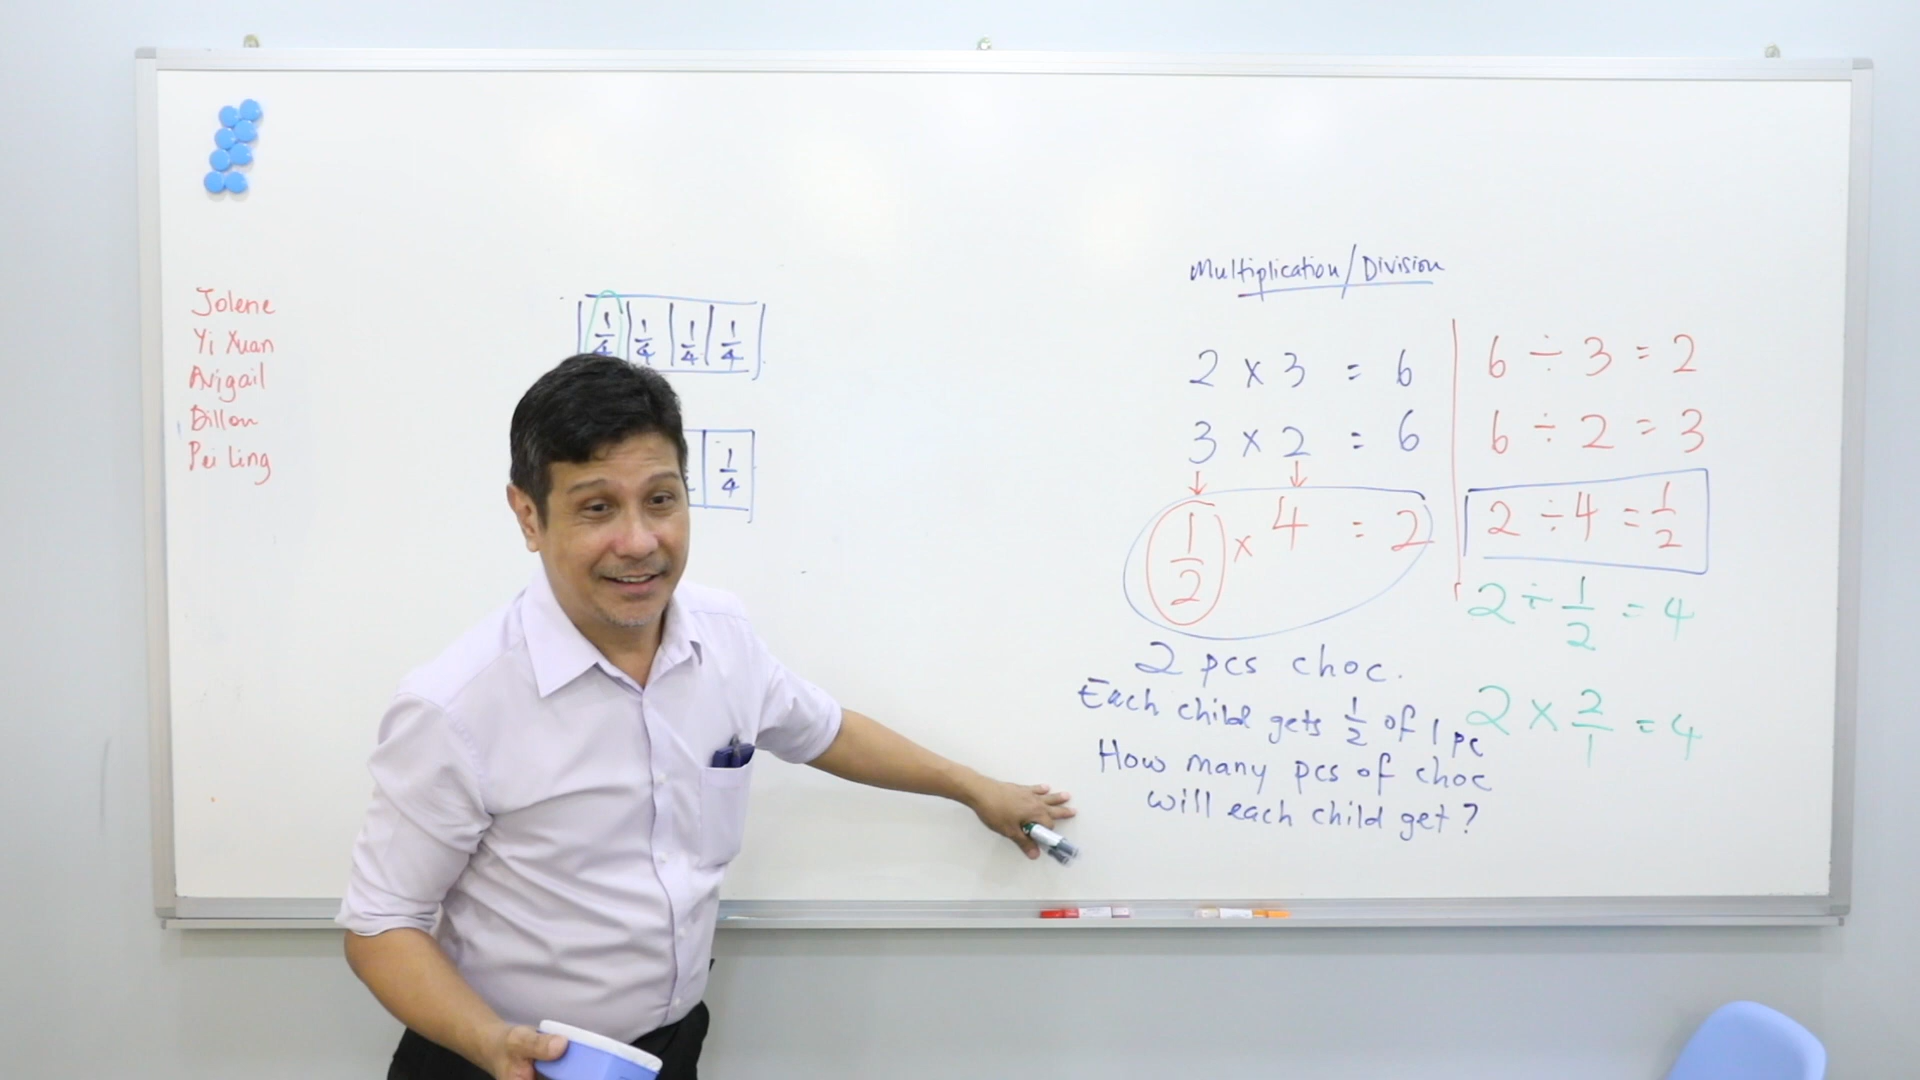 Jolene
Yi Xuan
Avigail
Dillon
Pei Ling
1/4 1/4 1/4 1/4
1/4
Multiplication/Division
2 × 3 = 6
3 × 2 = 6
1/2 × 4 = 2
6 ÷ 3 = 2
6 ÷ 2 = 3
2 ÷ 4 = 1/2
2 ÷ 1/2 = 4
2 × 2/1 = 4
2 pcs choc.
Each child gets 1/2 of 1 pc
How many pcs of choc
will each child get?